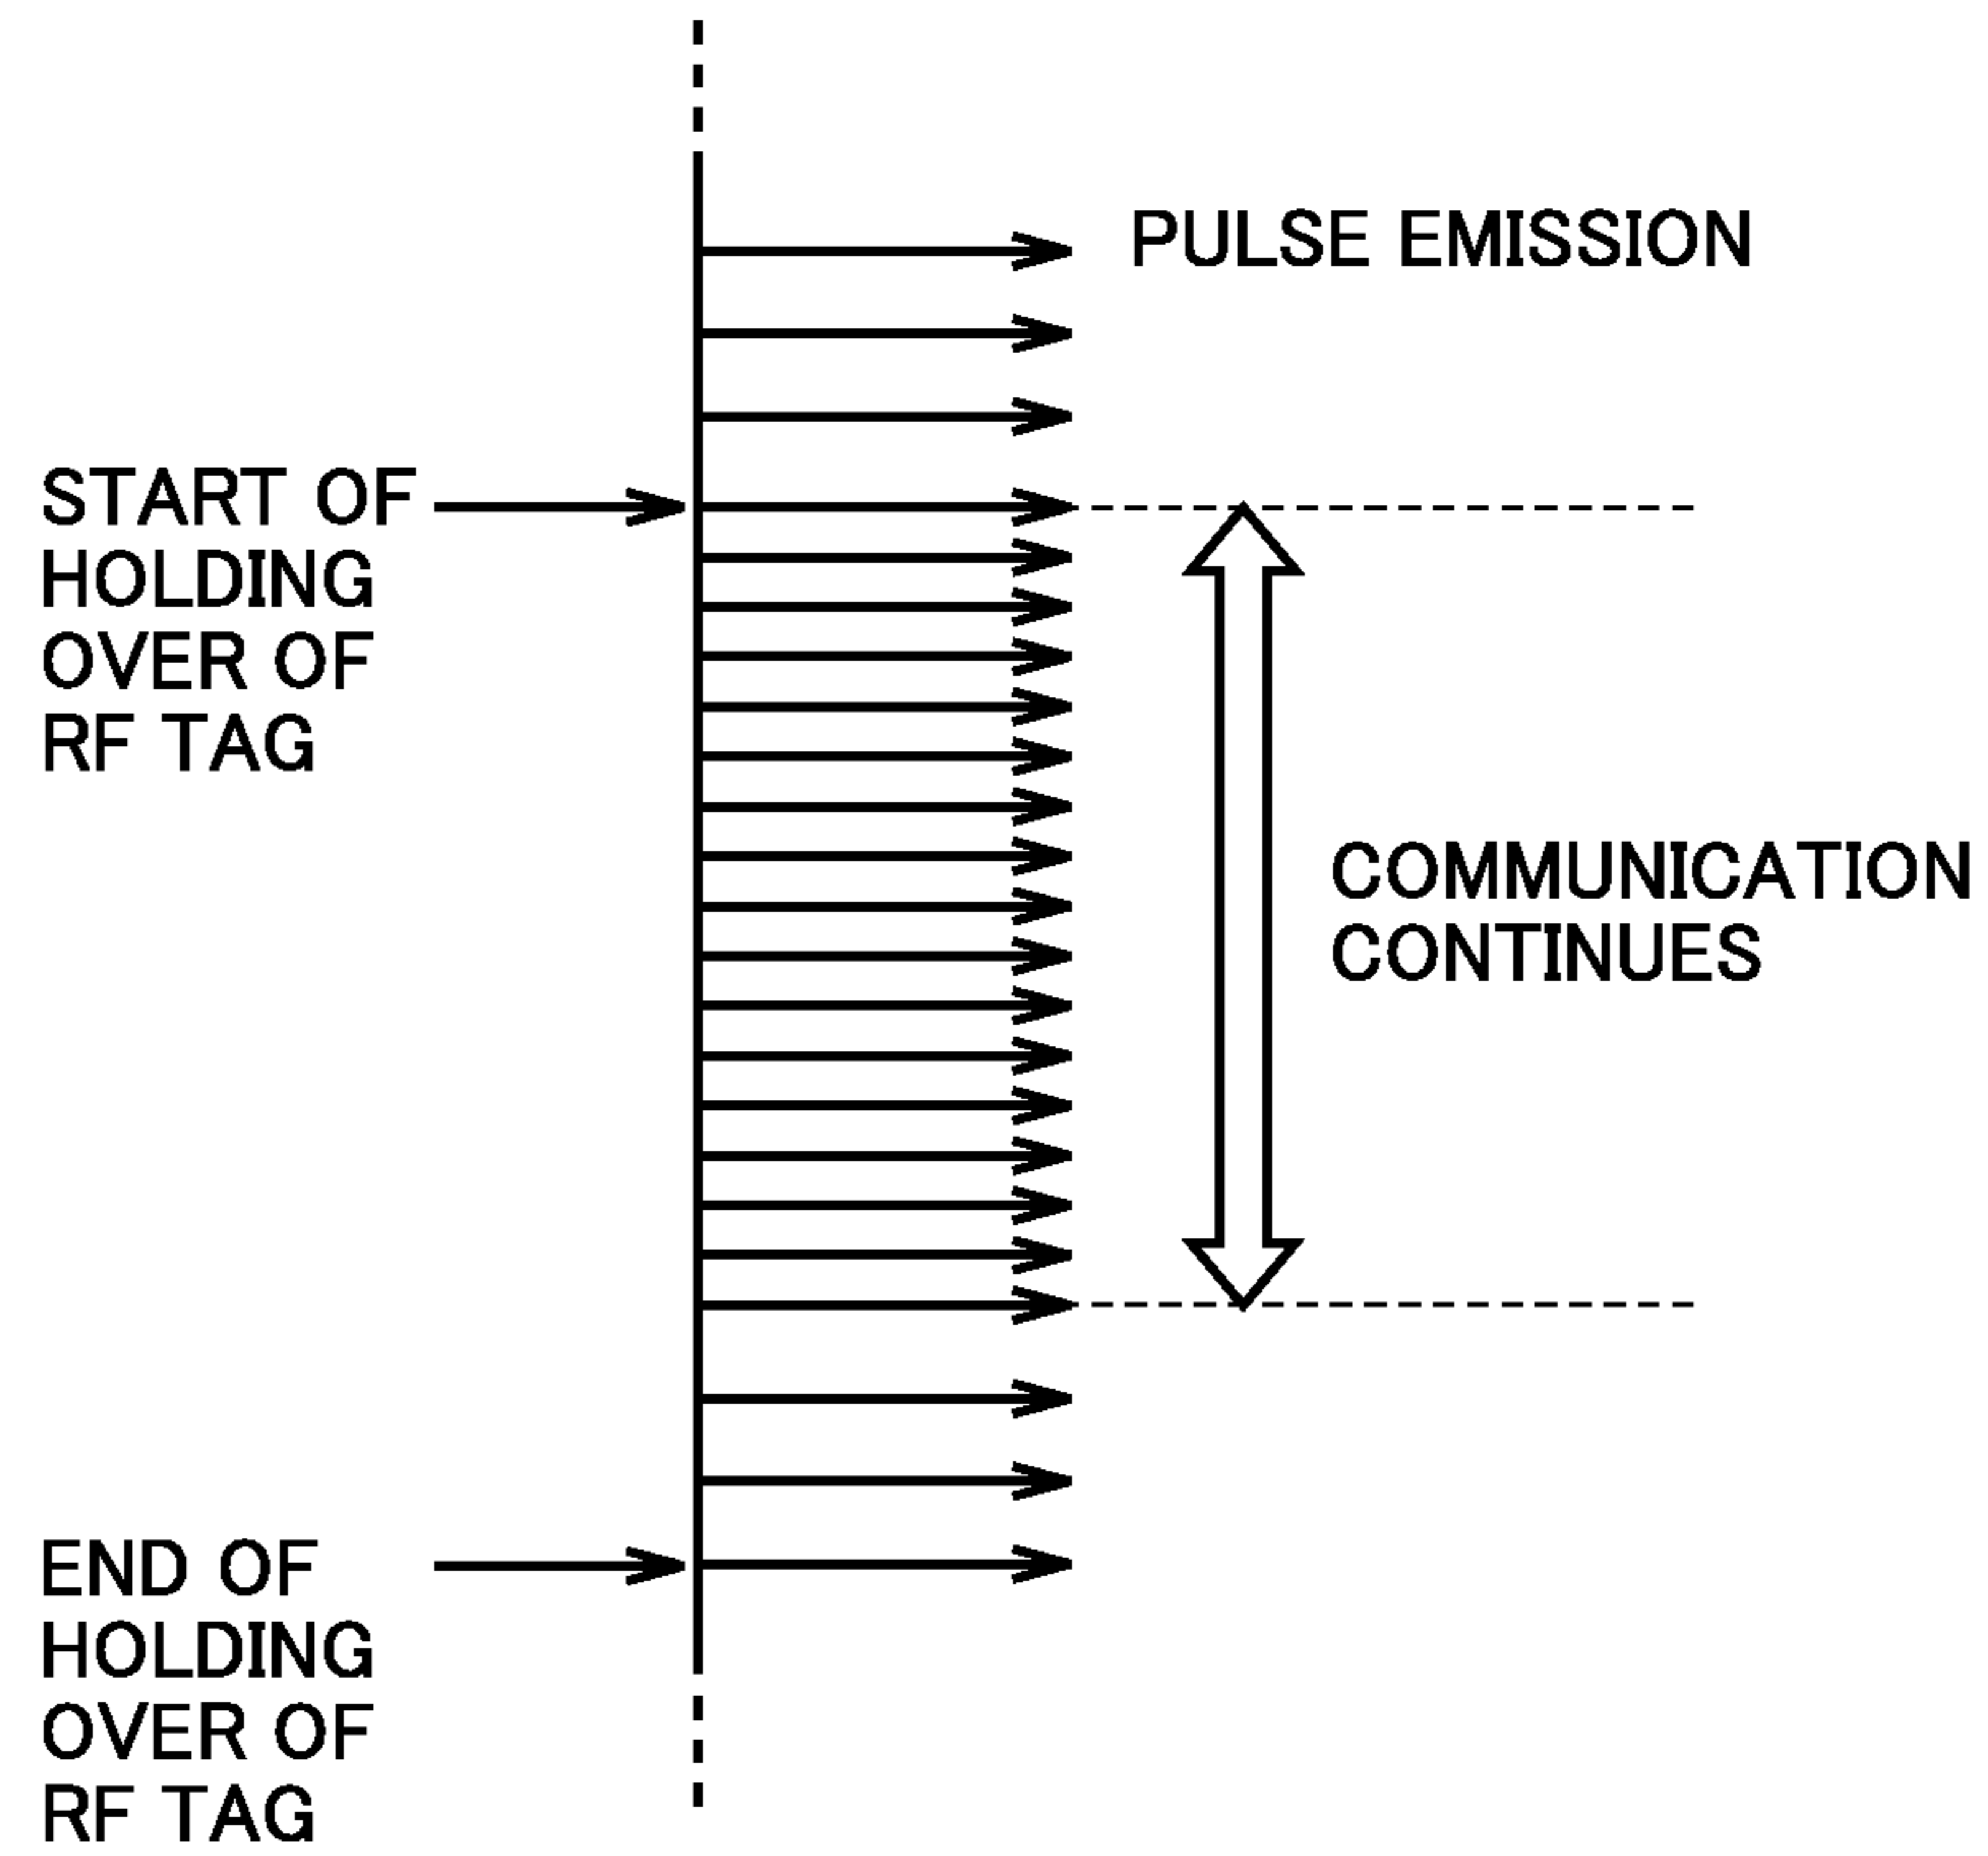 PULSE EMISSION
START OF
HOLDING
OVER OF
RF TAG
COMMUNICATION
CONTINUES
END OF
HOLDING
OVER OF
RF TAG